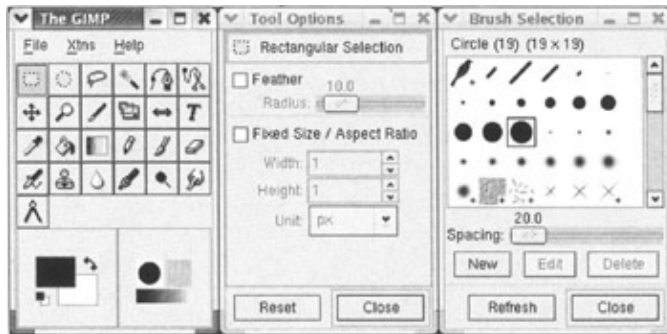 The GIMP
File Xtns Help
T
Tool Options
Rectangular Selection
Feather
10.0
Radius:
Fixed Size / Aspect Ratio
Width: 1
Height: 1
Unit: px
Reset Close
Brush Selection
Circle (19) (19 × 19)
20.0
Spacing:
New Edit Delete
Refresh Close